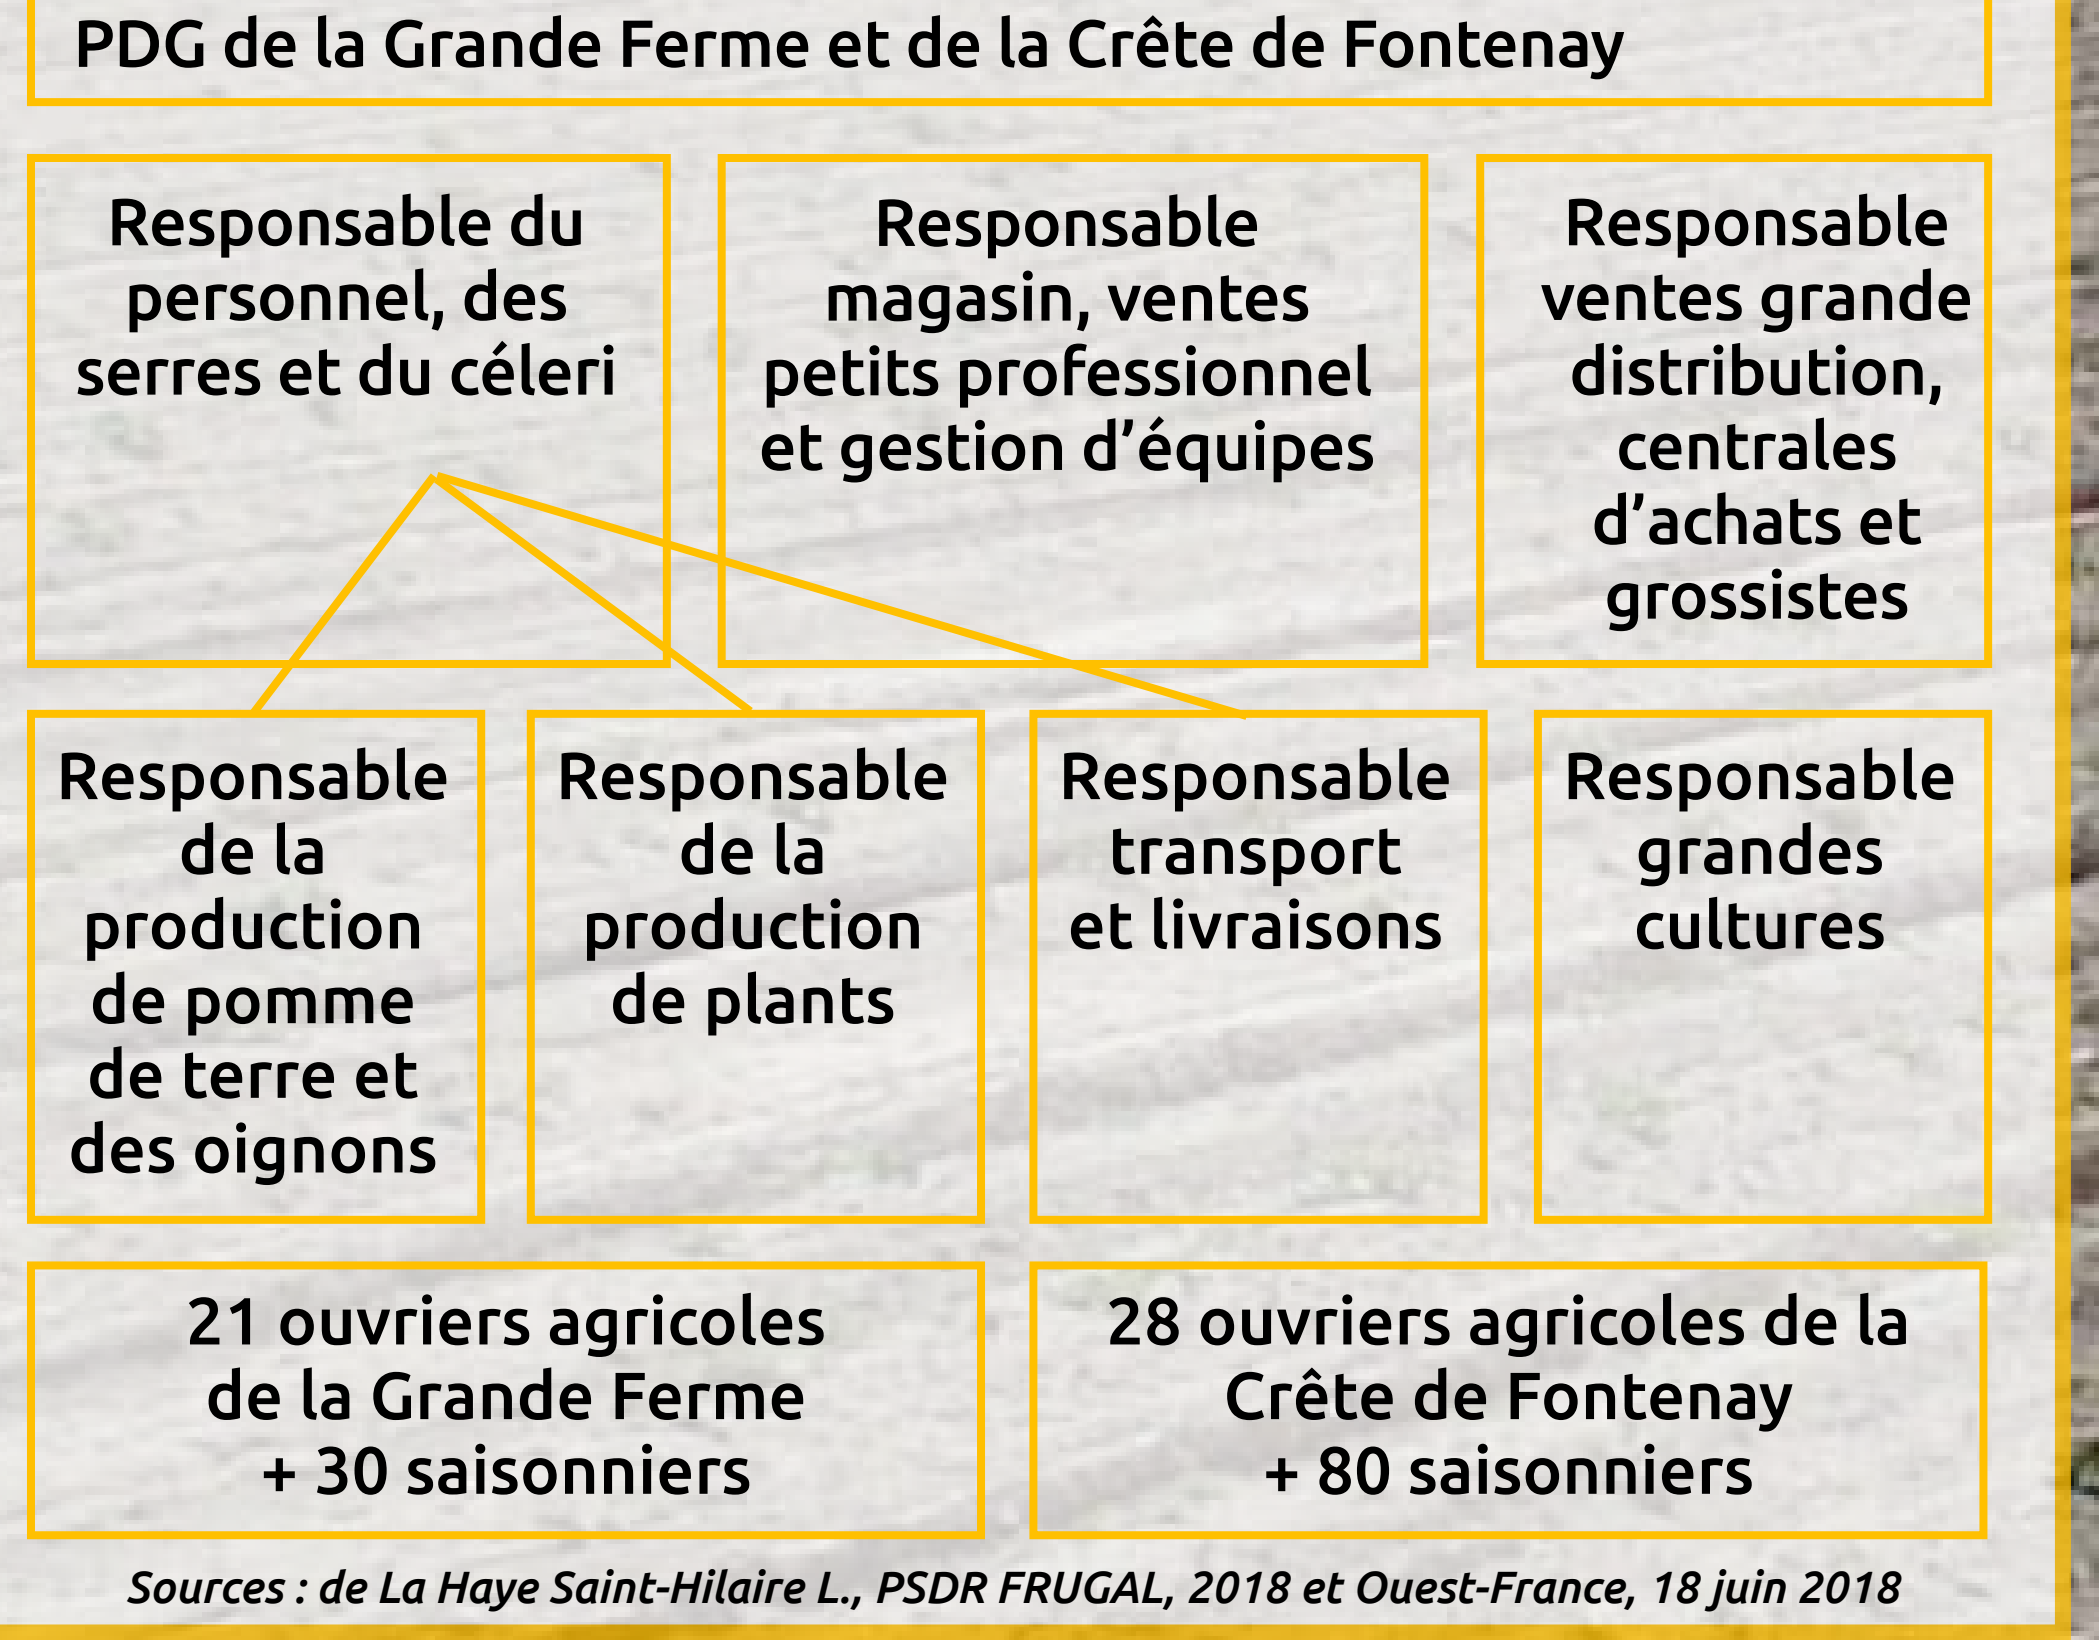 PDG de la Grande Ferme et de la Crête de Fontenay
Responsable du
personnel, des
serres et du céleri
Responsable
magasin, ventes
petits professionnel
et gestion d’équipes
Responsable
ventes grande
distribution,
centrales
d’achats et
grossistes
Responsable
de la
production
de pomme
de terre et
des oignons
Responsable
de la
production
de plants
Responsable
transport
et livraisons
Responsable
grandes
cultures
21 ouvriers agricoles
de la Grande Ferme
+ 30 saisonniers
28 ouvriers agricoles de la
Crête de Fontenay
+ 80 saisonniers
Sources : de La Haye Saint-Hilaire L., PSDR FRUGAL, 2018 et Ouest-France, 18 juin 2018